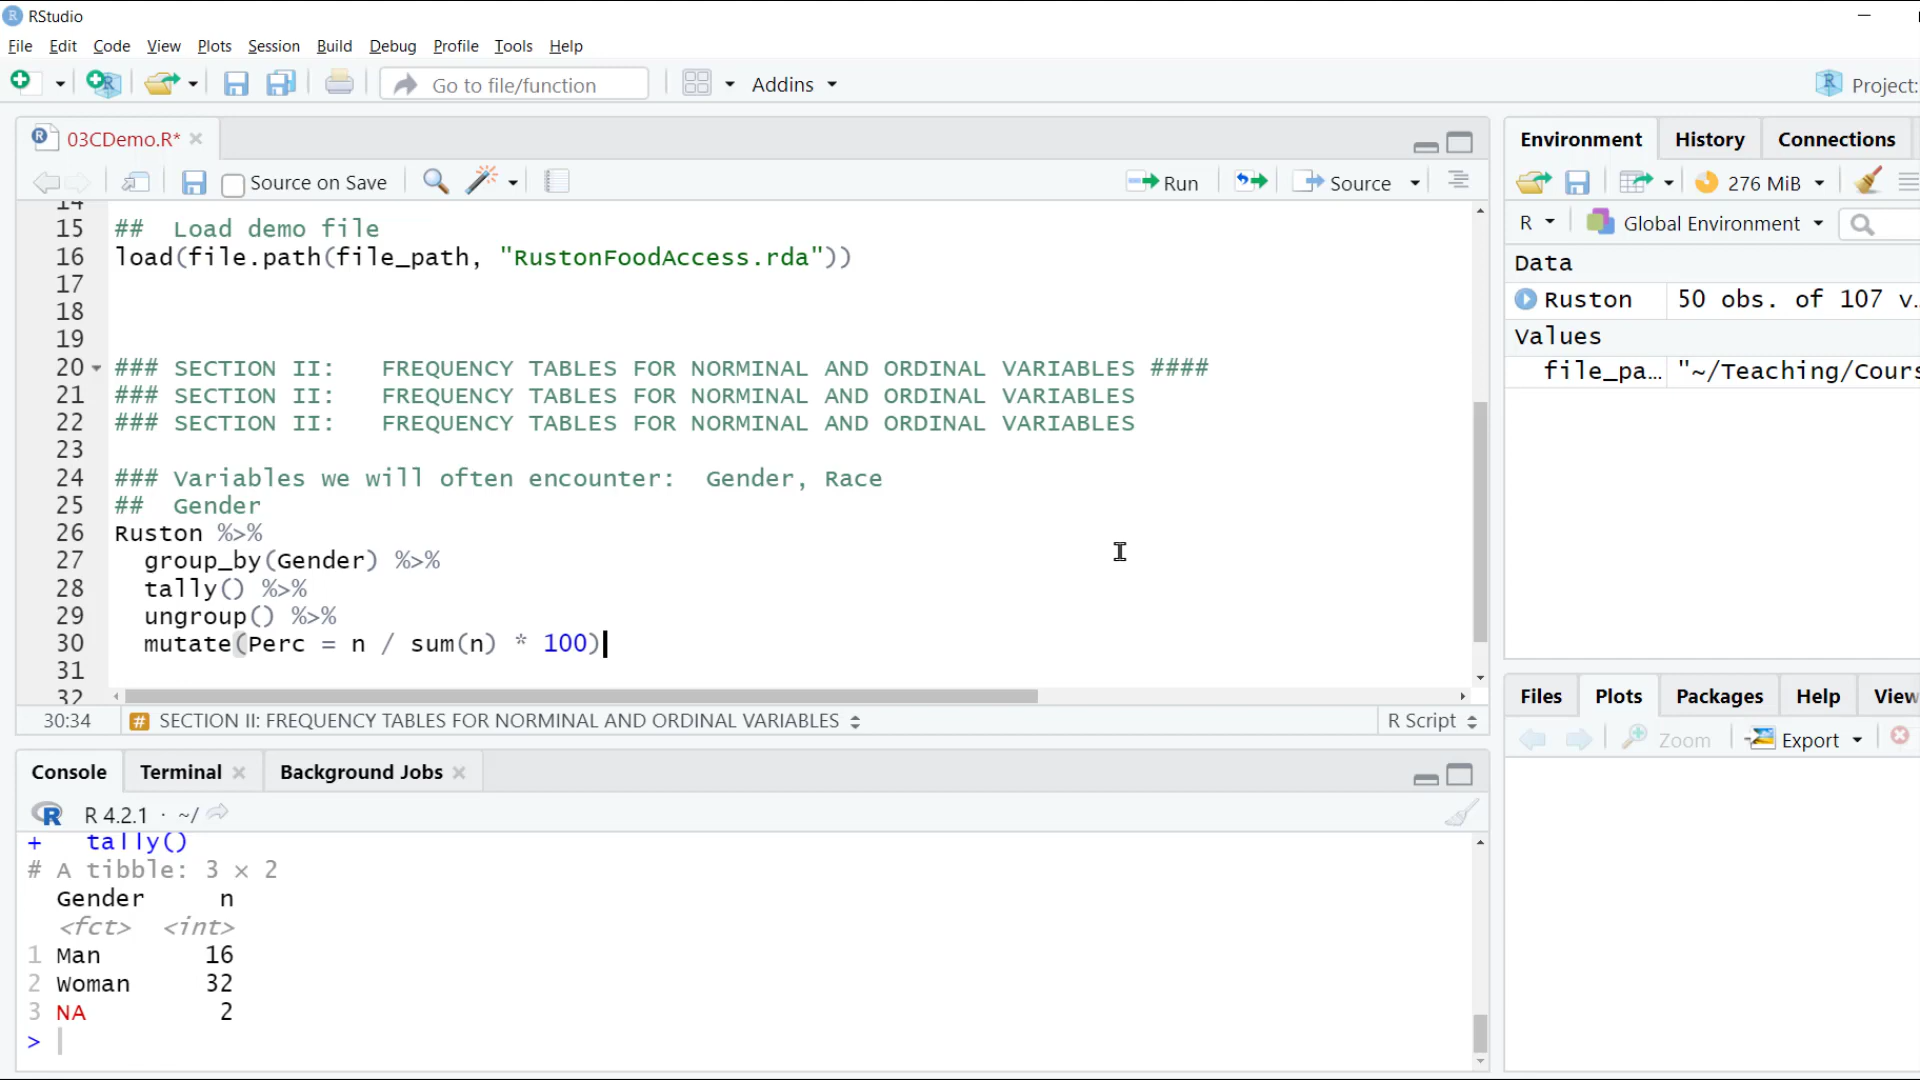 RStudio
File Edit Code View Plots Session Build Debug Profile Tools Help
Go to file/function Addins Project:
03CDemo.R*
Source on Save Run Source
14
15 ##  Load demo file
16 load(file.path(file_path, "RustonFoodAccess.rda"))
17
18
19
20 ### SECTION II:   FREQUENCY TABLES FOR NORMINAL AND ORDINAL VARIABLES ####
21 ### SECTION II:   FREQUENCY TABLES FOR NORMINAL AND ORDINAL VARIABLES
22 ### SECTION II:   FREQUENCY TABLES FOR NORMINAL AND ORDINAL VARIABLES
23
24 ### Variables we will often encounter:  Gender, Race
25 ##  Gender
26 Ruston %>%
27   group_by(Gender) %>%
28   tally() %>%
29   ungroup() %>%
30   mutate(Perc = n / sum(n) * 100)
31
32
30:34 # SECTION II: FREQUENCY TABLES FOR NORMINAL AND ORDINAL VARIABLES R Script
Console Terminal Background Jobs
R 4.2.1 · ~/
+   tally()
# A tibble: 3 × 2
Gender n
<fct> <int>
1 Man 16
2 Woman 32
3 NA 2
>
Environment History Connections
276 MiB
R Global Environment
Data
Ruston 50 obs. of 107 v…
Values
file_pa… "~/Teaching/Cours
Files Plots Packages Help View
Zoom Export